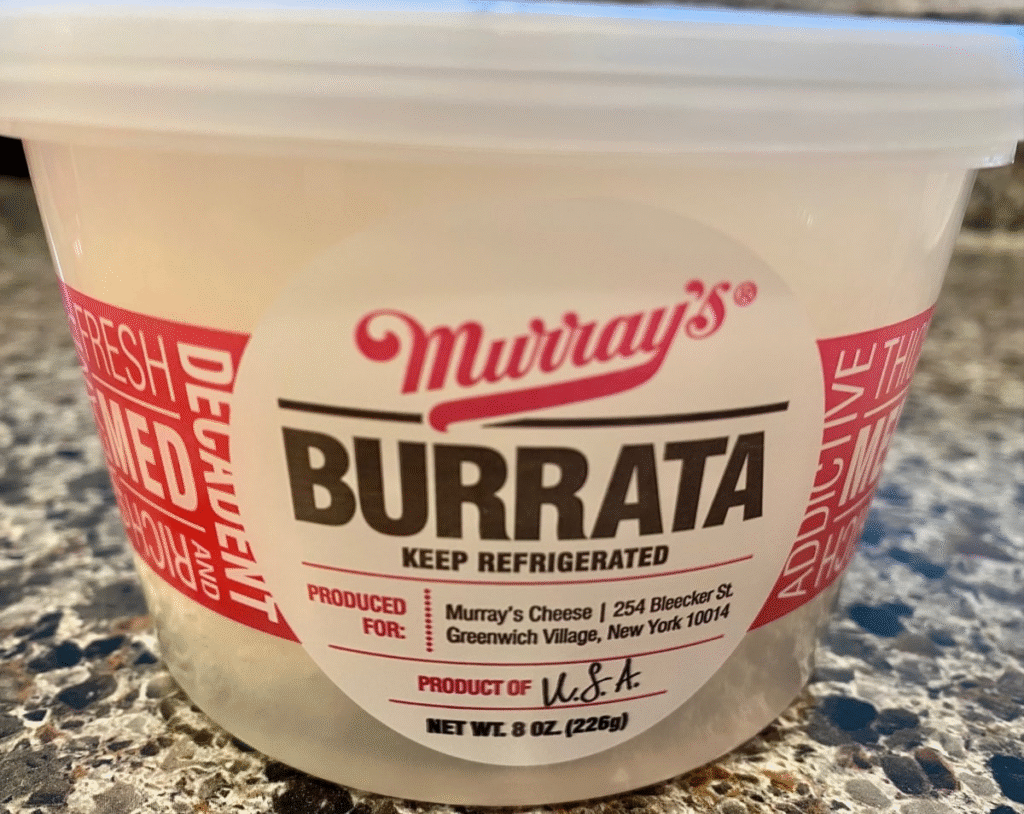 Murray's®
BURRATA
KEEP REFRIGERATED
PRODUCED
FOR:
Murray's Cheese | 254 Bleecker St.
Greenwich Village, New York 10014
PRODUCT OF U.S.A.
NET WT. 8 OZ. (226g)
FRESH
RICH AND
DECADENT
ADDICTIVE